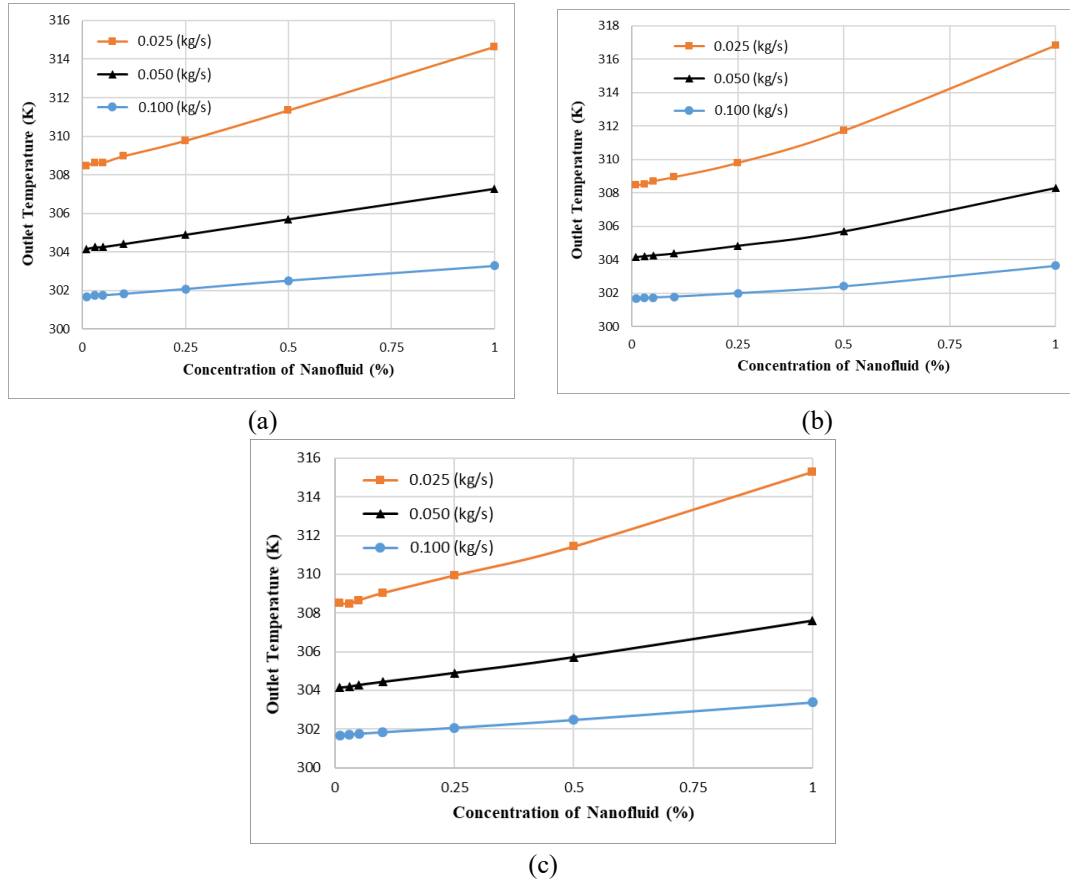 316
314
312
310
308
306
304
302
300
0.025 (kg/s)
0.050 (kg/s)
0.100 (kg/s)
Outlet Temperature (K)
0
0.25
0.5
0.75
1
Concentration of Nanofluid (%)
(a)
318
316
314
312
310
308
306
304
302
300
0.025 (kg/s)
0.050 (kg/s)
0.100 (kg/s)
Outlet Temperature (K)
0
0.25
0.5
0.75
1
Concentration of Nanofluid (%)
(b)
316
314
312
310
308
306
304
302
300
0.025 (kg/s)
0.050 (kg/s)
0.100 (kg/s)
Outlet Temperature (K)
0
0.25
0.5
0.75
1
Concentration of Nanofluid (%)
(c)